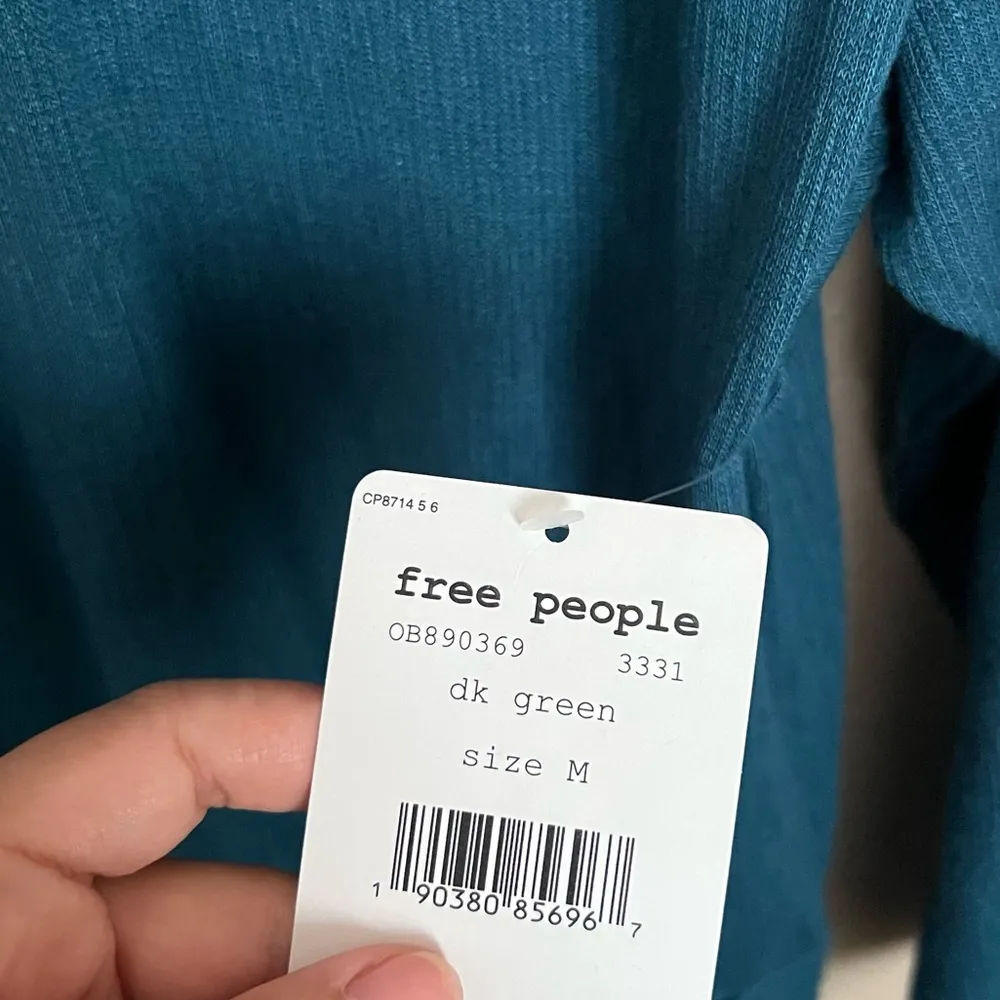 CP8714 5 6
free people
OB890369 3331
dk green
size M
1 90380 85696 7